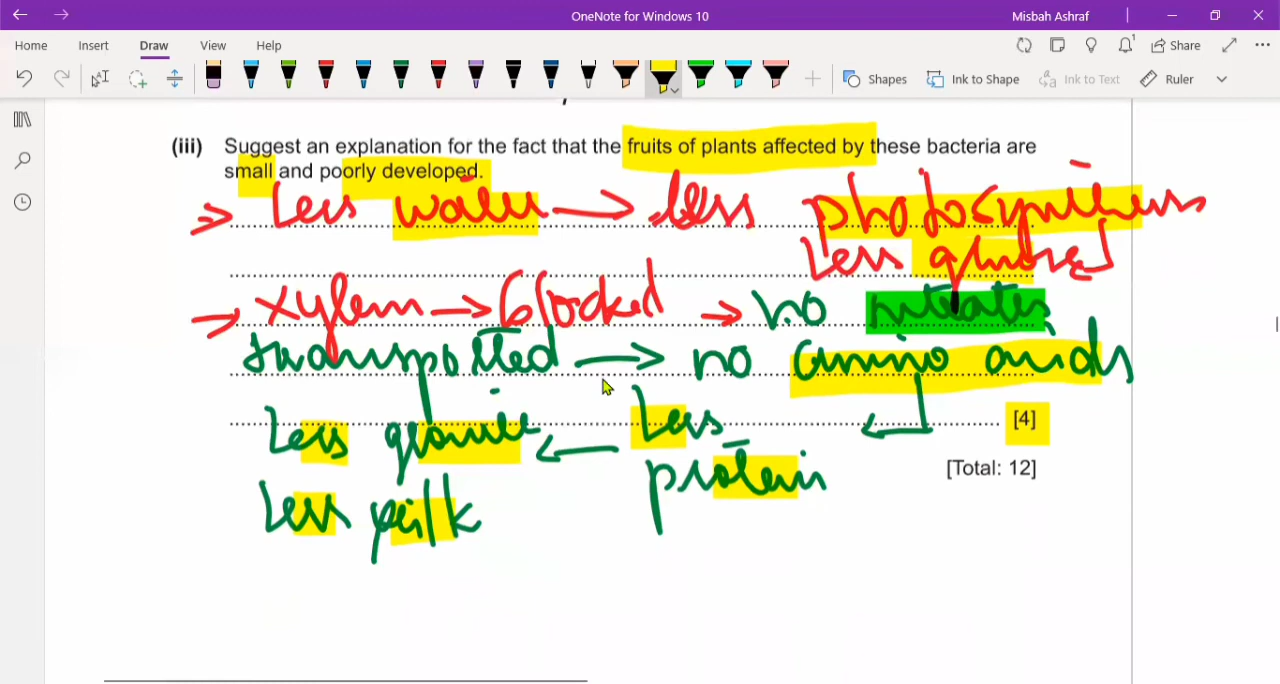 OneNote for Windows 10
Misbah Ashraf
Home Insert Draw View Help
Share
Shapes Ink to Shape Ink to Text Ruler
(iii) Suggest an explanation for the fact that the fruits of plants affected by these bacteria are
small and poorly developed.
Less water → less photosynthesis
Less glucose
→ xylem → blocked → no nitrates
transported → no amino acids
[4]
Less growth ← Less
protein
[Total: 12]
Less